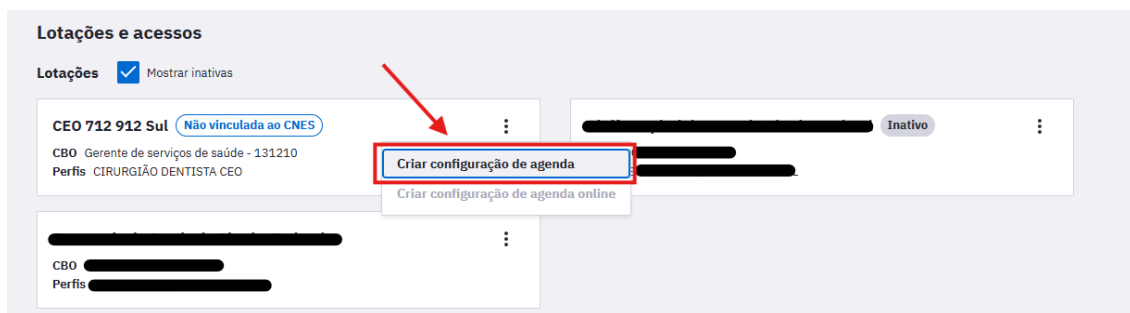 Lotações e acessos
Lotações Mostrar inativas
CEO 712 912 Sul Não vinculada ao CNES
CBO Gerente de serviços de saúde - 131210
Perfis CIRURGIÃO DENTISTA CEO
Criar configuração de agenda
Criar configuração de agenda online
Inativo
CBO
Perfis